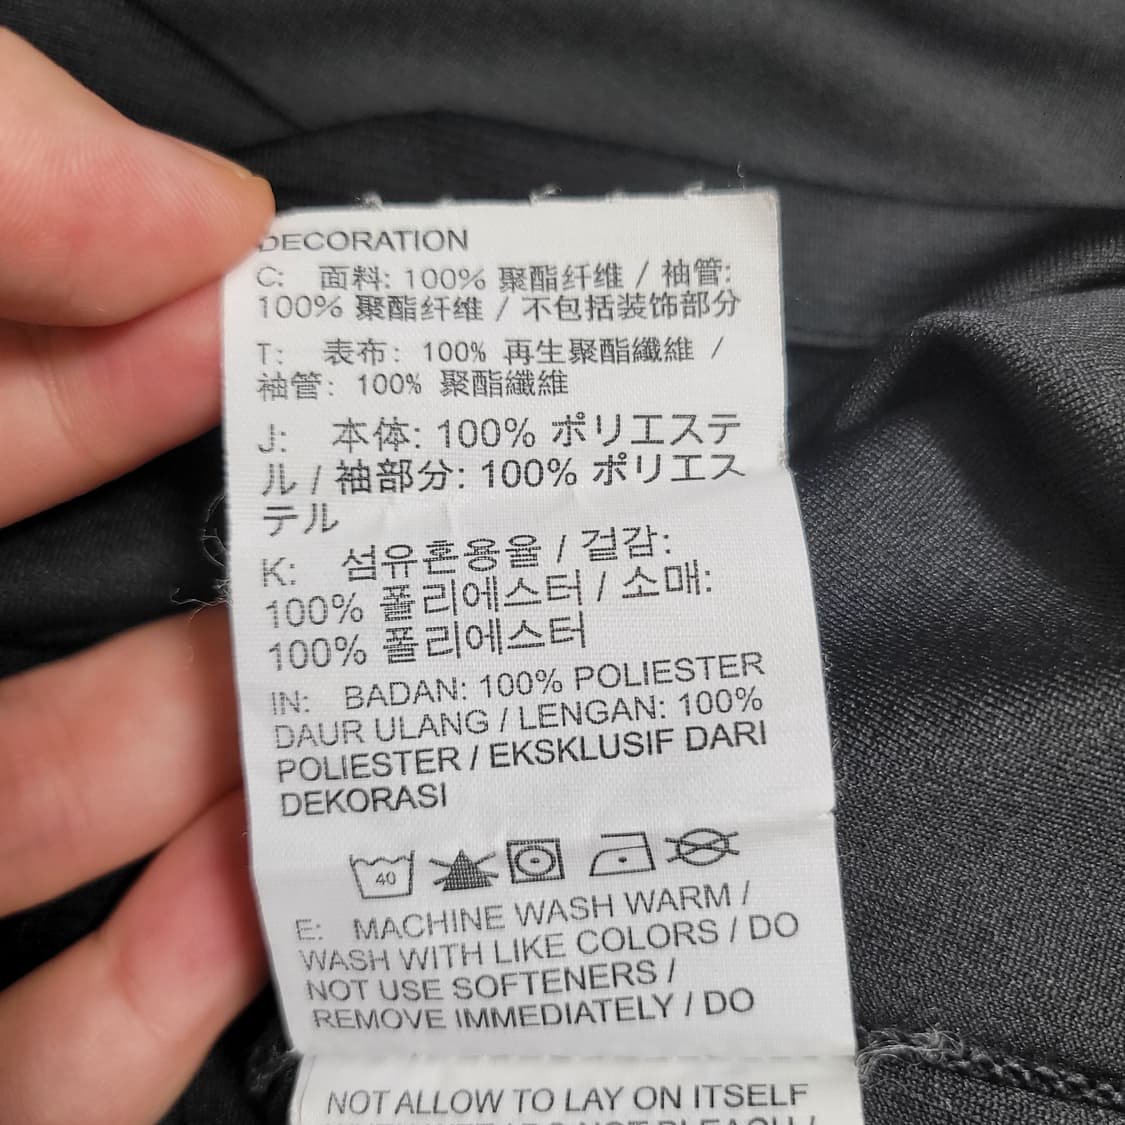 DECORATION
C: 面料: 100% 聚酯纤维 / 袖管:
100% 聚酯纤维 / 不包括装饰部分
T: 表布: 100% 再生聚酯纖維 /
袖管: 100% 聚酯纖維
J: 本体: 100% ポリエステ
ル / 袖部分: 100% ポリエス
テル
K: 섬유혼용율 / 겉감:
100% 폴리에스터 / 소매:
100% 폴리에스터
IN: BADAN: 100% POLIESTER
DAUR ULANG / LENGAN: 100%
POLIESTER / EKSKLUSIF DARI
DEKORASI
40
E: MACHINE WASH WARM /
WASH WITH LIKE COLORS / DO
NOT USE SOFTENERS /
REMOVE IMMEDIATELY / DO
NOT ALLOW TO LAY ON ITSELF